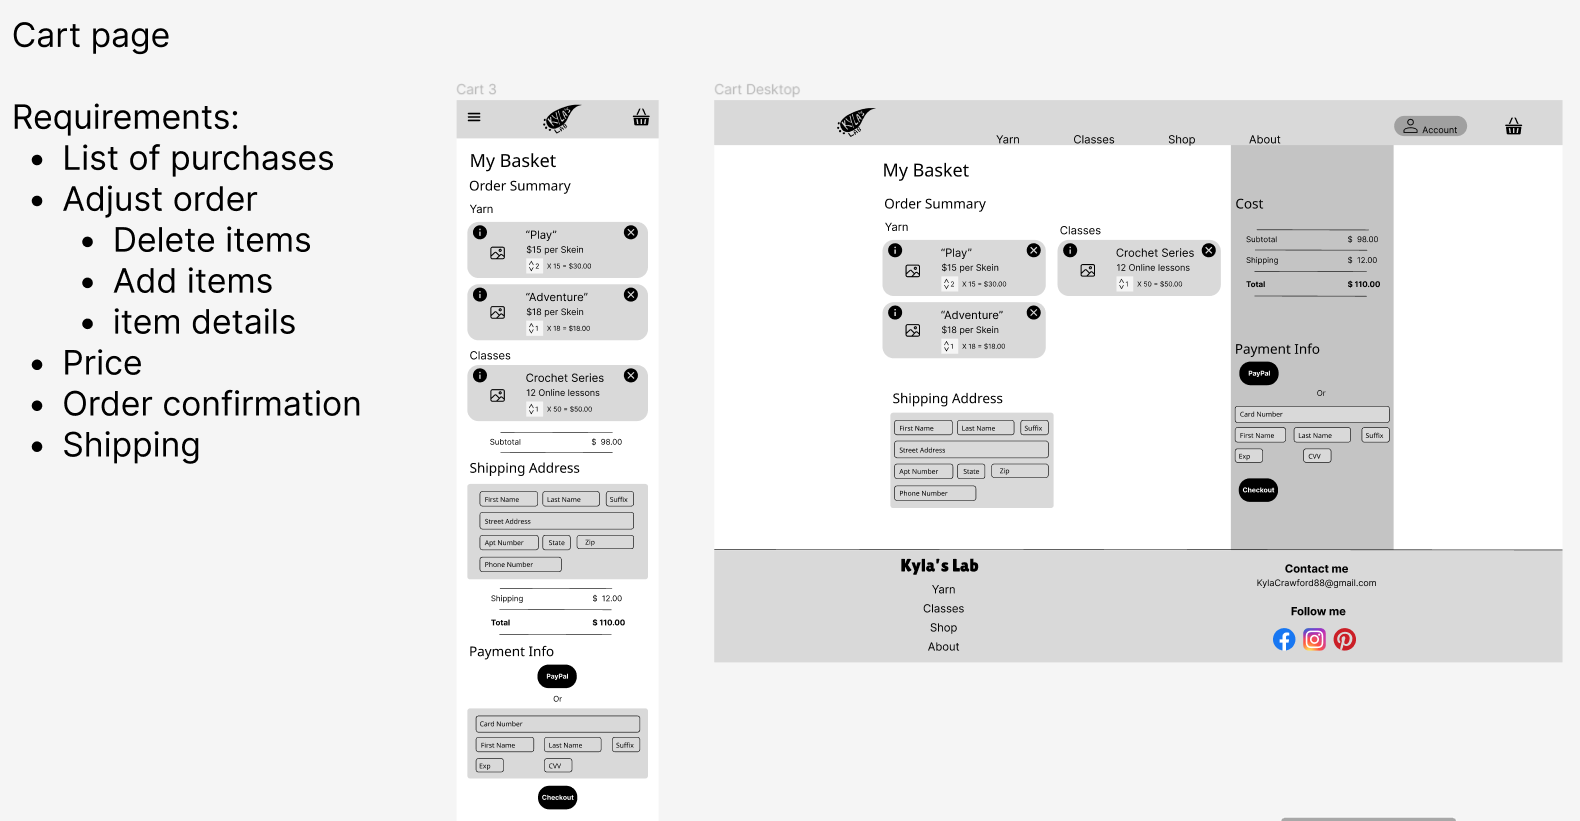 Cart page
Requirements:
List of purchases
Adjust order
Delete items
Add items
item details
Price
Order confirmation
Shipping
Cart 3
KYLA'S
LAB
My Basket
Order Summary
Yarn
"Play"
$15 per Skein
2 X 15 = $30.00
"Adventure"
$18 per Skein
1 X 18 = $18.00
Classes
Crochet Series
12 Online lessons
1 X 50 = $50.00
Subtotal $ 98.00
Shipping Address
First Name Last Name Suffix
Street Address
Apt Number State Zip
Phone Number
Shipping $ 12.00
Total $ 110.00
Payment Info
PayPal
Or
Card Number
First Name Last Name Suffix
Exp CVV
Checkout
Cart Desktop
KYLA'S
LAB
Yarn Classes Shop About
Account
My Basket
Order Summary
Yarn
"Play"
$15 per Skein
2 X 15 = $30.00
"Adventure"
$18 per Skein
1 X 18 = $18.00
Classes
Crochet Series
12 Online lessons
1 X 50 = $50.00
Shipping Address
First Name Last Name Suffix
Street Address
Apt Number State Zip
Phone Number
Cost
Subtotal $ 98.00
Shipping $ 12.00
Total $ 110.00
Payment Info
PayPal
Or
Card Number
First Name Last Name Suffix
Exp CVV
Checkout
Kyla's Lab
Yarn
Classes
Shop
About
Contact me
KylaCrawford88@gmail.com
Follow me